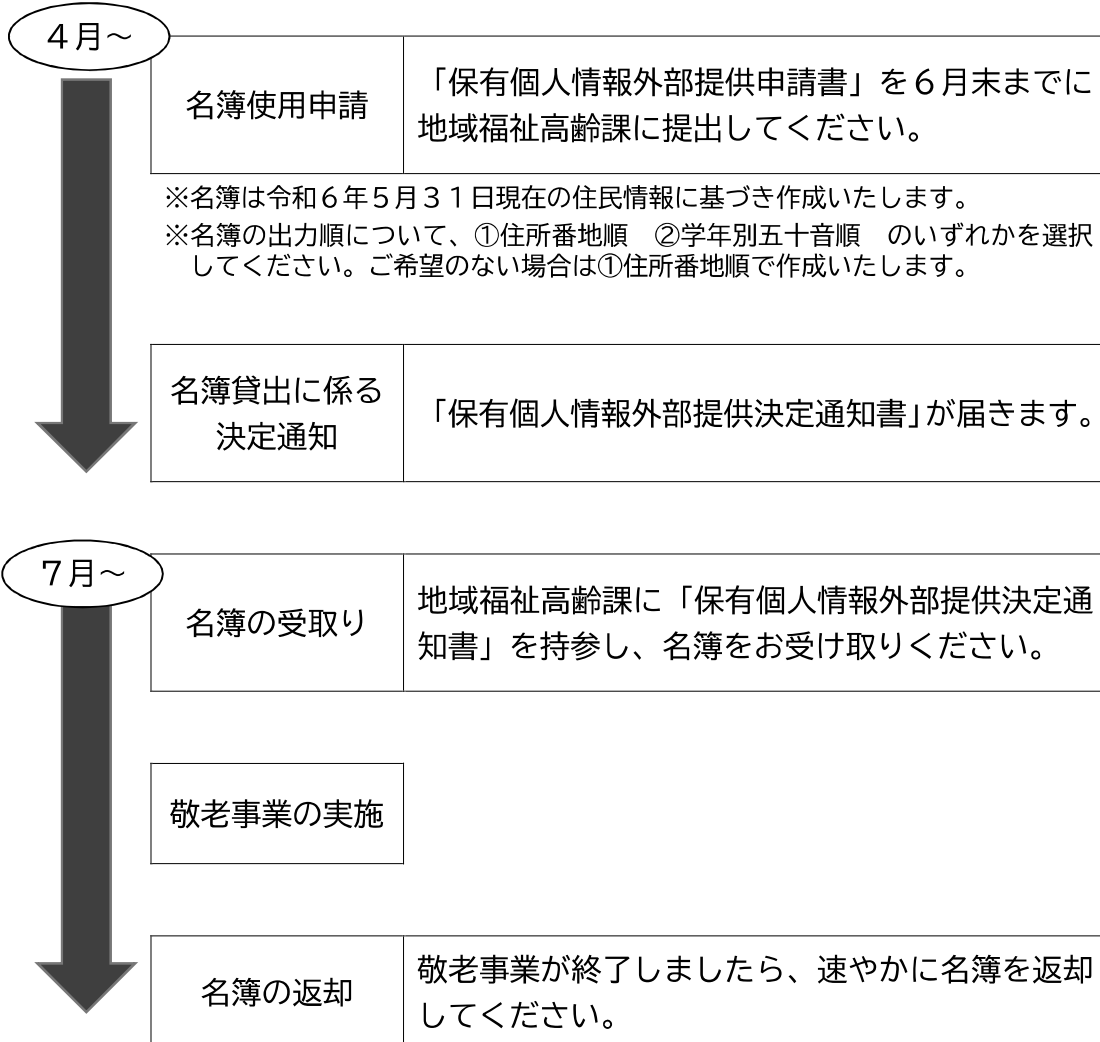 ４月～
名簿使用申請
「保有個人情報外部提供申請書」を６月末までに
地域福祉高齢課に提出してください。
※名簿は令和６年５月３１日現在の住民情報に基づき作成いたします。
※名簿の出力順について、①住所番地順　②学年別五十音順　のいずれかを選択
してください。ご希望のない場合は①住所番地順で作成いたします。
名簿貸出に係る
決定通知
「保有個人情報外部提供決定通知書」が届きます。
７月～
名簿の受取り
地域福祉高齢課に「保有個人情報外部提供決定通
知書」を持参し、名簿をお受け取りください。
敬老事業の実施
名簿の返却
敬老事業が終了しましたら、速やかに名簿を返却
してください。